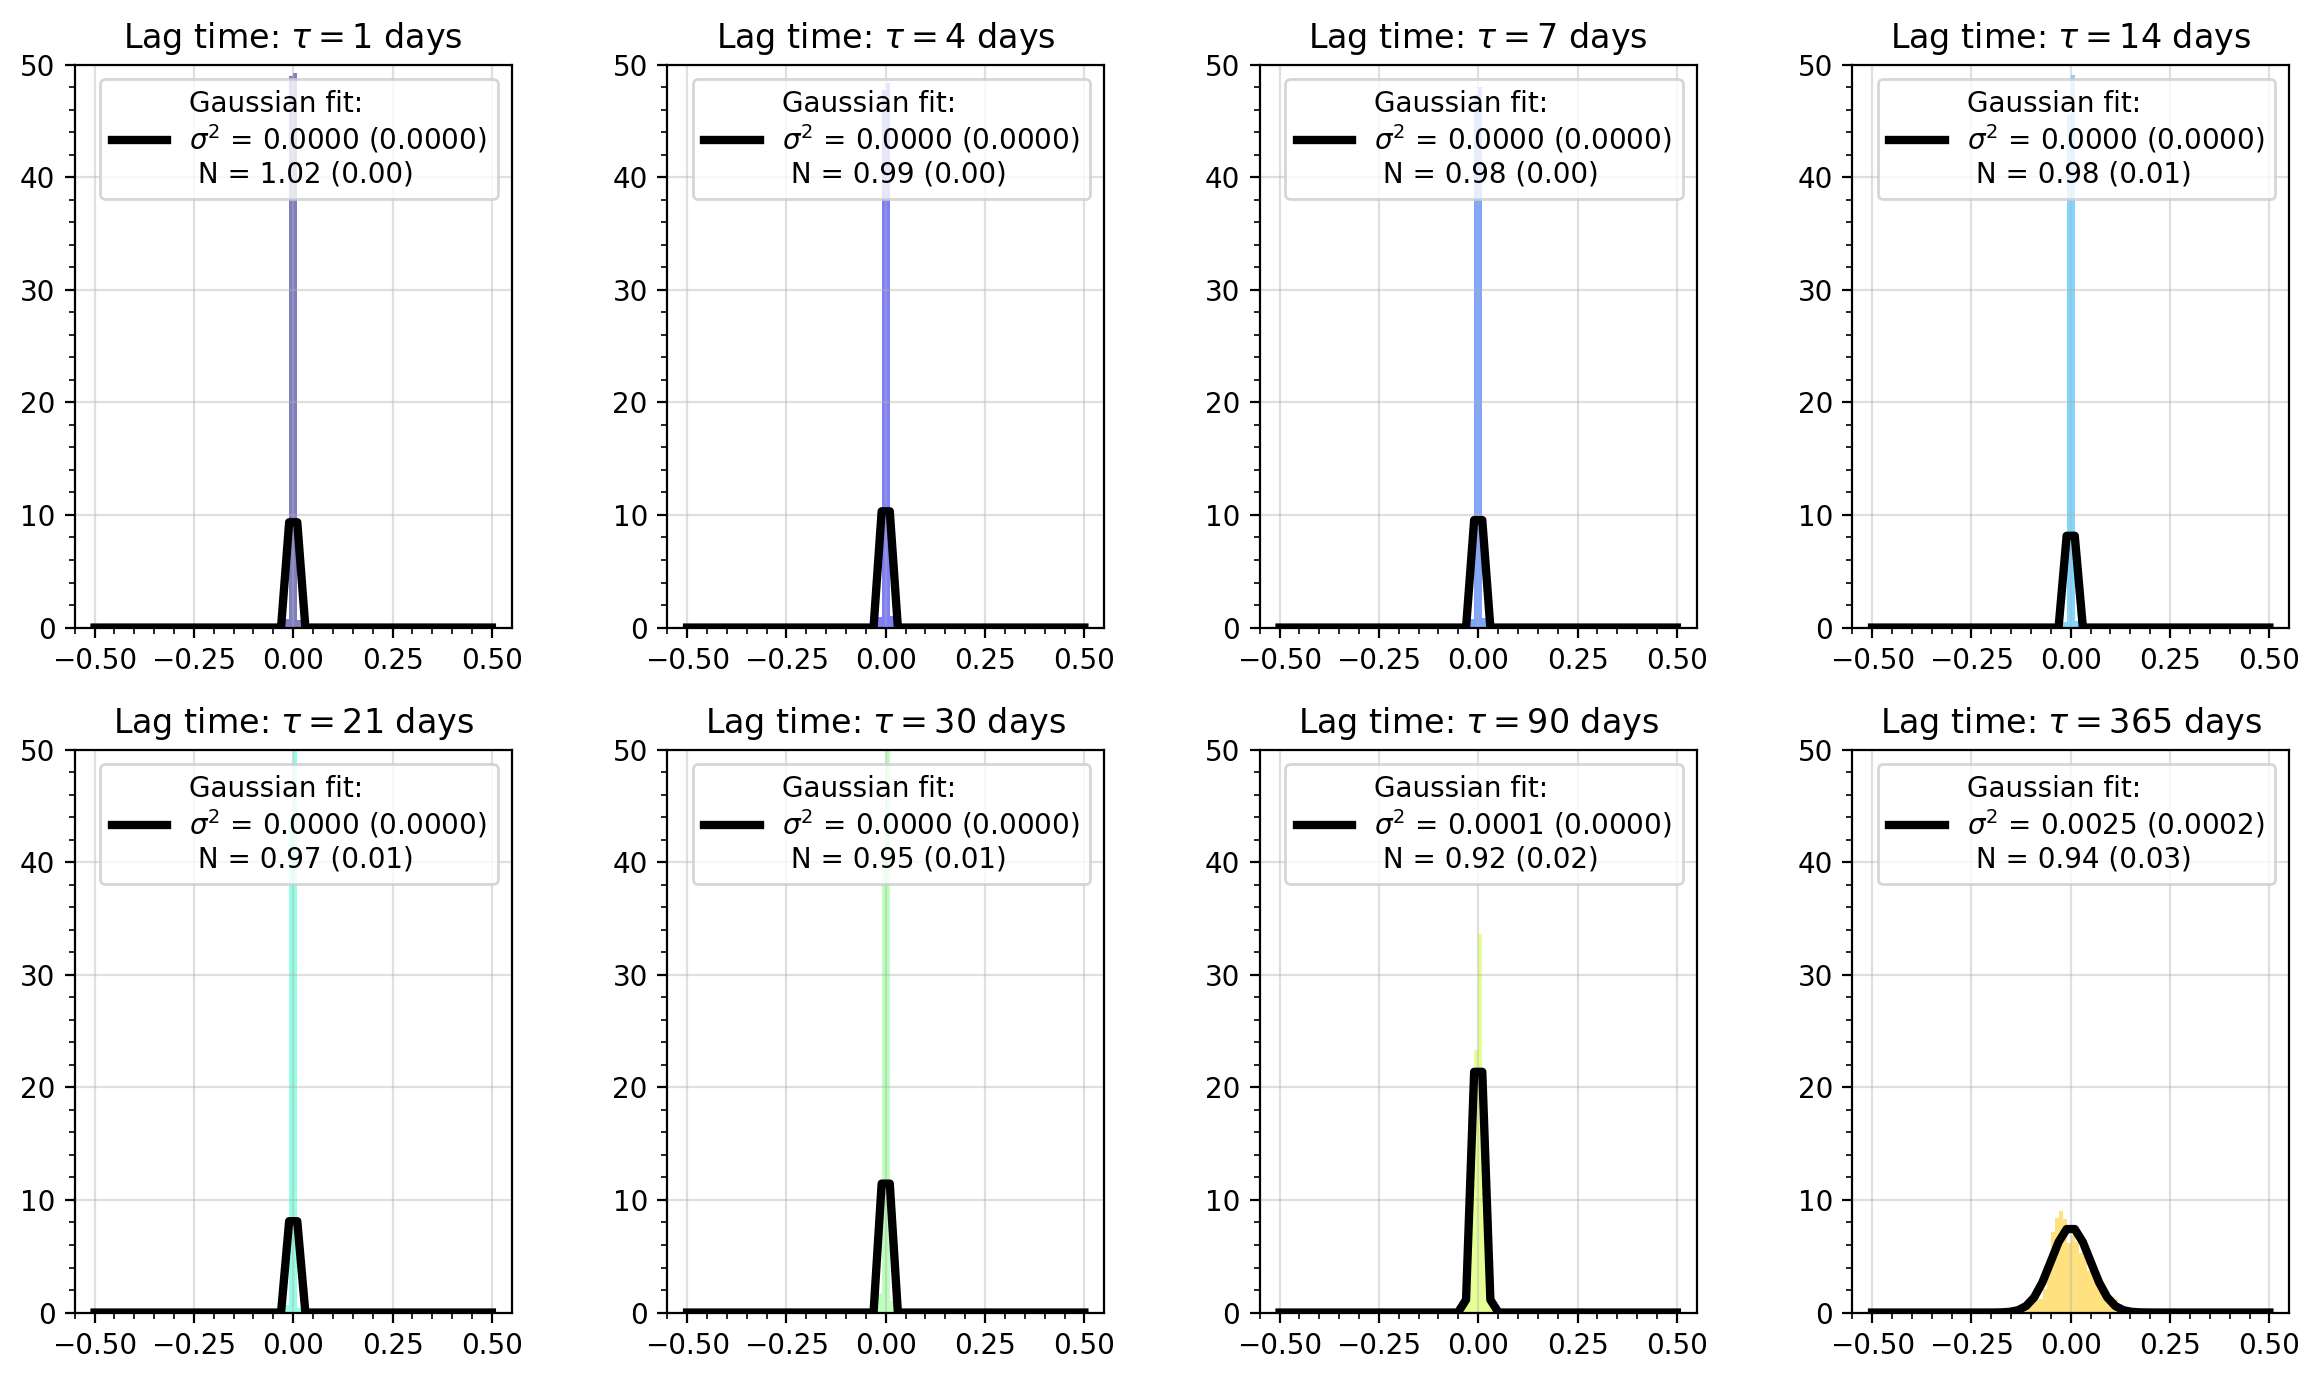 Lag time: τ = 1 days
50
40
30
20
10
0
Gaussian fit:
σ² = 0.0000 (0.0000)
N = 1.02 (0.00)
−0.50 −0.25 0.00 0.25 0.50
Lag time: τ = 4 days
50
40
30
20
10
0
Gaussian fit:
σ² = 0.0000 (0.0000)
N = 0.99 (0.00)
−0.50 −0.25 0.00 0.25 0.50
Lag time: τ = 7 days
50
40
30
20
10
0
Gaussian fit:
σ² = 0.0000 (0.0000)
N = 0.98 (0.00)
−0.50 −0.25 0.00 0.25 0.50
Lag time: τ = 14 days
50
40
30
20
10
0
Gaussian fit:
σ² = 0.0000 (0.0000)
N = 0.98 (0.01)
−0.50 −0.25 0.00 0.25 0.50
Lag time: τ = 21 days
50
40
30
20
10
0
Gaussian fit:
σ² = 0.0000 (0.0000)
N = 0.97 (0.01)
−0.50 −0.25 0.00 0.25 0.50
Lag time: τ = 30 days
50
40
30
20
10
0
Gaussian fit:
σ² = 0.0000 (0.0000)
N = 0.95 (0.01)
−0.50 −0.25 0.00 0.25 0.50
Lag time: τ = 90 days
50
40
30
20
10
0
Gaussian fit:
σ² = 0.0001 (0.0000)
N = 0.92 (0.02)
−0.50 −0.25 0.00 0.25 0.50
Lag time: τ = 365 days
50
40
30
20
10
0
Gaussian fit:
σ² = 0.0025 (0.0002)
N = 0.94 (0.03)
−0.50 −0.25 0.00 0.25 0.50